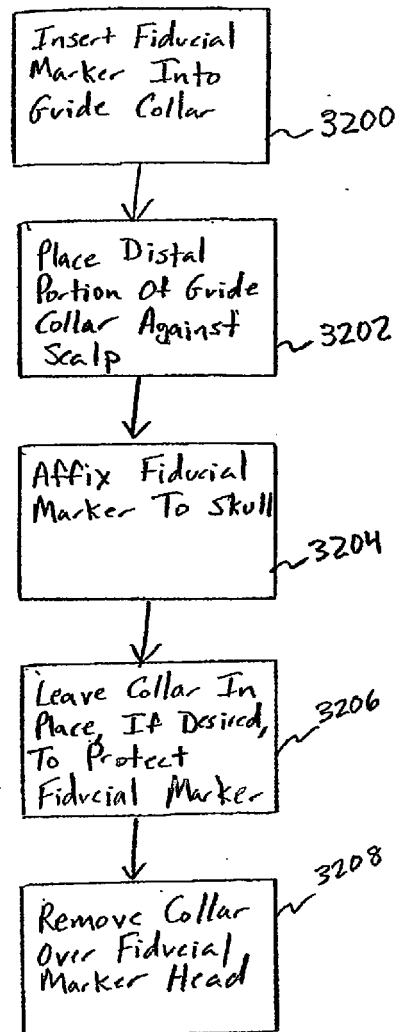 Insert Fiducial
Marker Into
Guide Collar
3200
Place Distal
Portion Of Guide
Collar Against
Scalp
3202
Affix Fiducial
Marker To Skull
3204
Leave Collar In
Place, If Desired,
To Protect
Fiducial Marker
3206
Remove Collar
Over Fiducial
Marker Head
3208